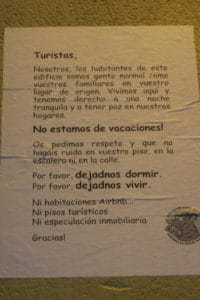 Turistas,
Nosotros, los habitantes de este
edificio somos gente normal como
vuestros familiares en vuestro
lugar de origen. Vivimos aquí y
tenemos derecho a una noche
tranquila y a tener paz en nuestros
hogares.
No estamos de vacaciones!
Os pedimos respeto y que no
hagáis ruido en vuestro piso, en la
escalera ni en la calle.
Por favor, dejadnos dormir.
Por favor, dejadnos vivir.
Ni habitaciones Airbnb...
Ni pisos turísticos
Ni especulación inmobiliaria
Gracias!